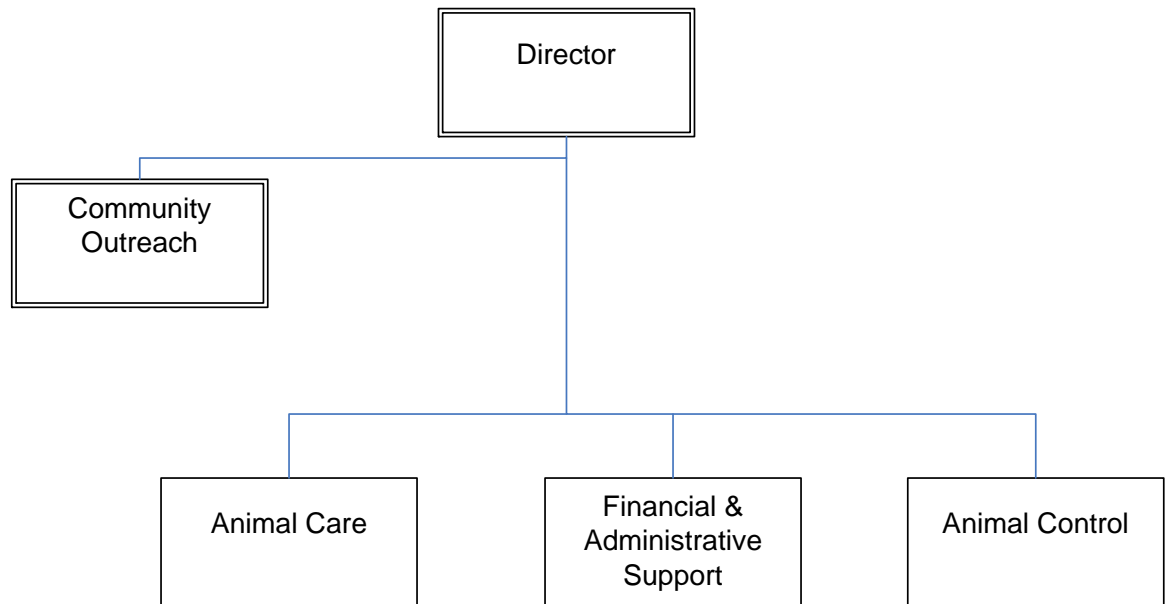 Director
Community
Outreach
Animal Care
Financial &
Administrative
Support
Animal Control